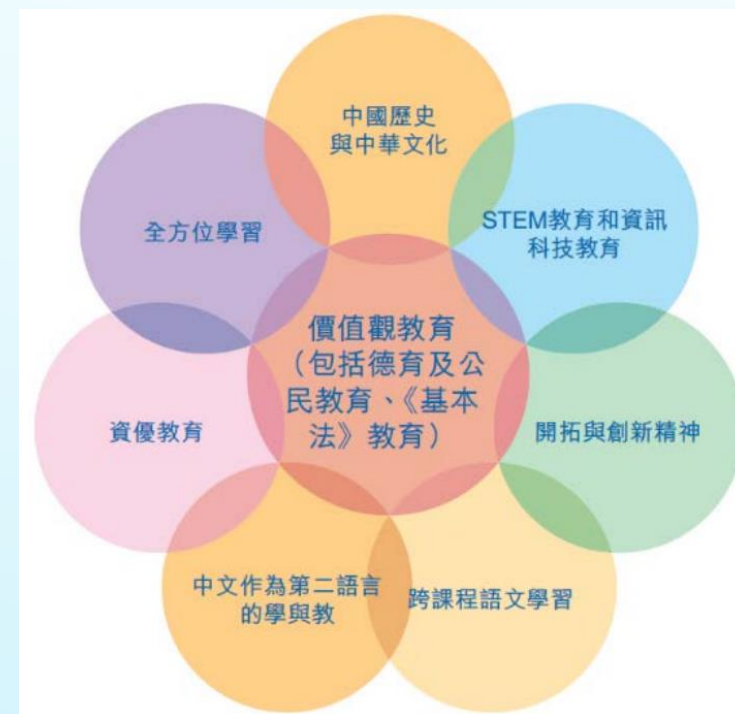 中國歷史
與中華文化
STEM教育和資訊
科技教育
全方位學習
價值觀教育
（包括德育及公
民教育、《基本
法》教育）
資優教育
開拓與創新精神
中文作為第二語言
的學與教
跨課程語文學習